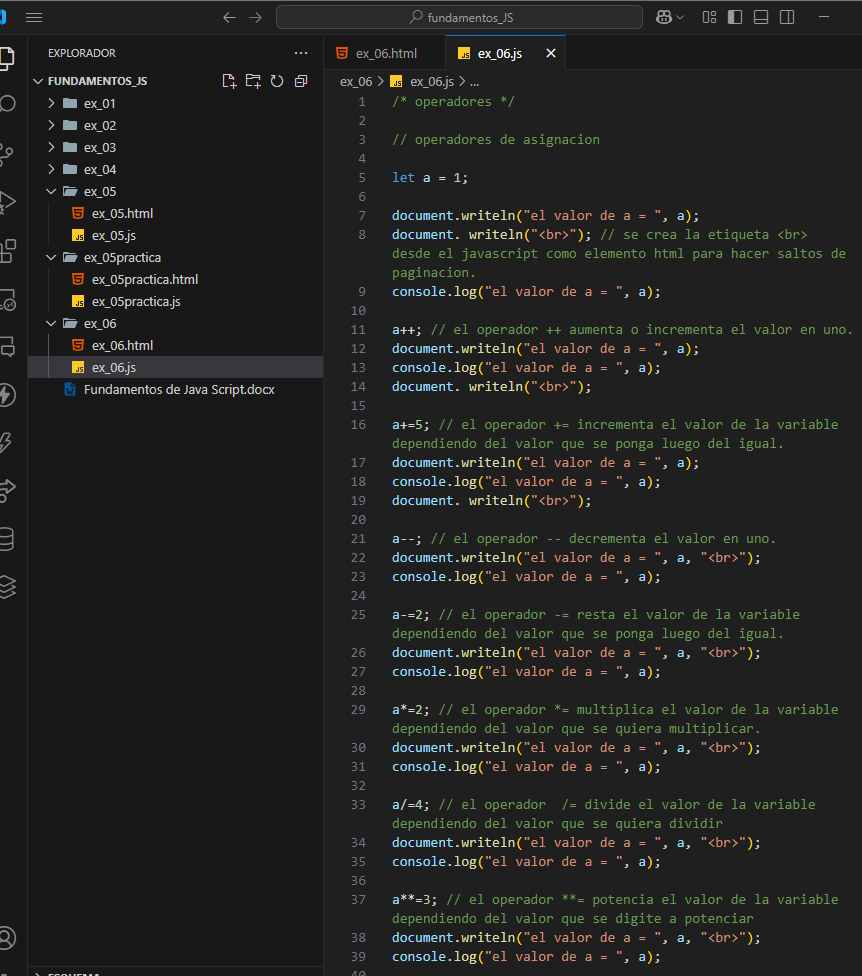 fundamentos_JS
EXPLORADOR
FUNDAMENTOS_JS
ex_01
ex_02
ex_03
ex_04
ex_05
ex_05.html
JS ex_05.js
ex_05practica
ex_05practica.html
JS ex_05practica.js
ex_06
ex_06.html
JS ex_06.js
Fundamentos de Java Script.docx
ESQUEMA
ex_06.html
JS ex_06.js
ex_06 > JS ex_06.js > ...
1 /* operadores */
2
3 // operadores de asignacion
4
5 let a = 1;
6
7 document.writeln("el valor de a = ", a);
8 document. writeln("<br>"); // se crea la etiqueta <br>
desde el javascript como elemento html para hacer saltos de
paginacion.
9 console.log("el valor de a = ", a);
10
11 a++; // el operador ++ aumenta o incrementa el valor en uno.
12 document.writeln("el valor de a = ", a);
13 console.log("el valor de a = ", a);
14 document. writeln("<br>");
15
16 a+=5; // el operador += incrementa el valor de la variable
dependiendo del valor que se ponga luego del igual.
17 document.writeln("el valor de a = ", a);
18 console.log("el valor de a = ", a);
19 document. writeln("<br>");
20
21 a--; // el operador -- decrementa el valor en uno.
22 document.writeln("el valor de a = ", a, "<br>");
23 console.log("el valor de a = ", a);
24
25 a-=2; // el operador -= resta el valor de la variable
dependiendo del valor que se ponga luego del igual.
26 document.writeln("el valor de a = ", a, "<br>");
27 console.log("el valor de a = ", a);
28
29 a*=2; // el operador *= multiplica el valor de la variable
dependiendo del valor que se quiera multiplicar.
30 document.writeln("el valor de a = ", a, "<br>");
31 console.log("el valor de a = ", a);
32
33 a/=4; // el operador  /= divide el valor de la variable
dependiendo del valor que se quiera dividir
34 document.writeln("el valor de a = ", a, "<br>");
35 console.log("el valor de a = ", a);
36
37 a**=3; // el operador **= potencia el valor de la variable
dependiendo del valor que se digite a potenciar
38 document.writeln("el valor de a = ", a, "<br>");
39 console.log("el valor de a = ", a);
40